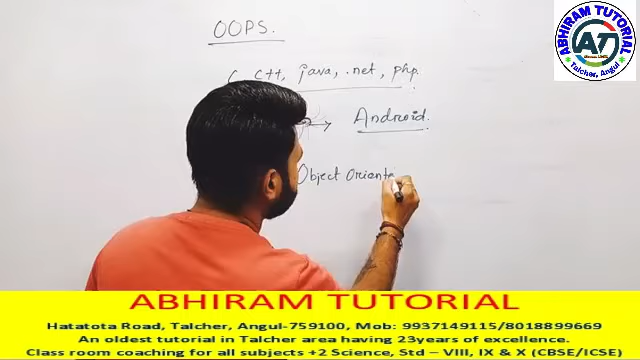 OOPS.
C, C++, java, .net, php.
Android.
Object Oriente
ABHIRAM TUTORIAL
AT
Talcher, Angul
ABHIRAM TUTORIAL
Hatatota Road, Talcher, Angul-759100, Mob: 9937149115/8018899669
An oldest tutorial in Talcher area having 23years of excellence.
Class room coaching for all subjects +2 Science, Std – VIII, IX & X (CBSE/ICSE)